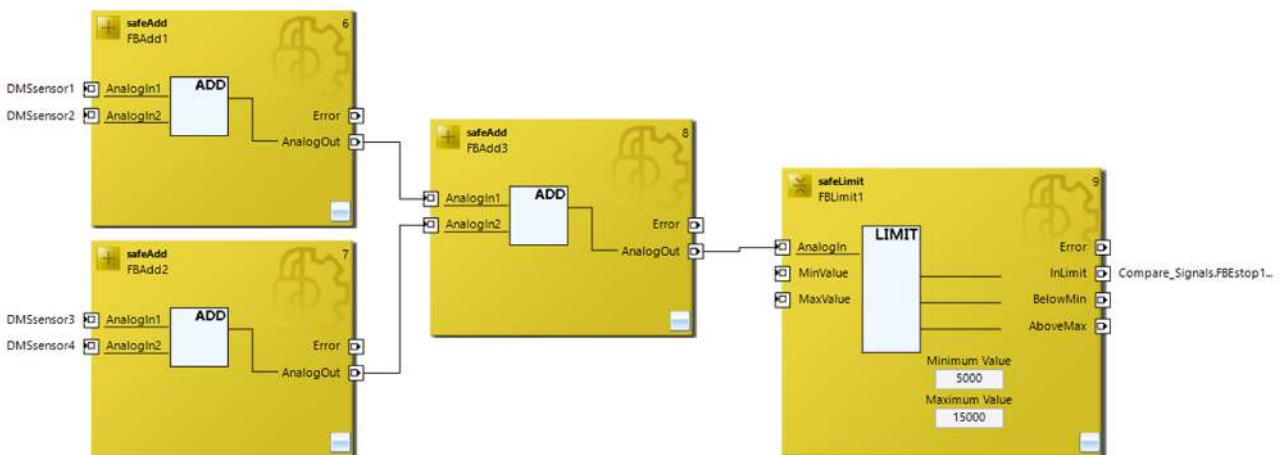 safeAdd
FBAdd1
6
DMSsensor1
AnalogIn1
ADD
DMSsensor2
AnalogIn2
Error
AnalogOut
safeAdd
FBAdd2
7
DMSsensor3
AnalogIn1
ADD
DMSsensor4
AnalogIn2
Error
AnalogOut
safeAdd
FBAdd3
8
AnalogIn1
ADD
AnalogIn2
Error
AnalogOut
safeLimit
FBLimit1
9
AnalogIn
LIMIT
Error
MinValue
InLimit
Compare_Signals.FBEstop1...
MaxValue
BelowMin
AboveMax
Minimum Value
5000
Maximum Value
15000